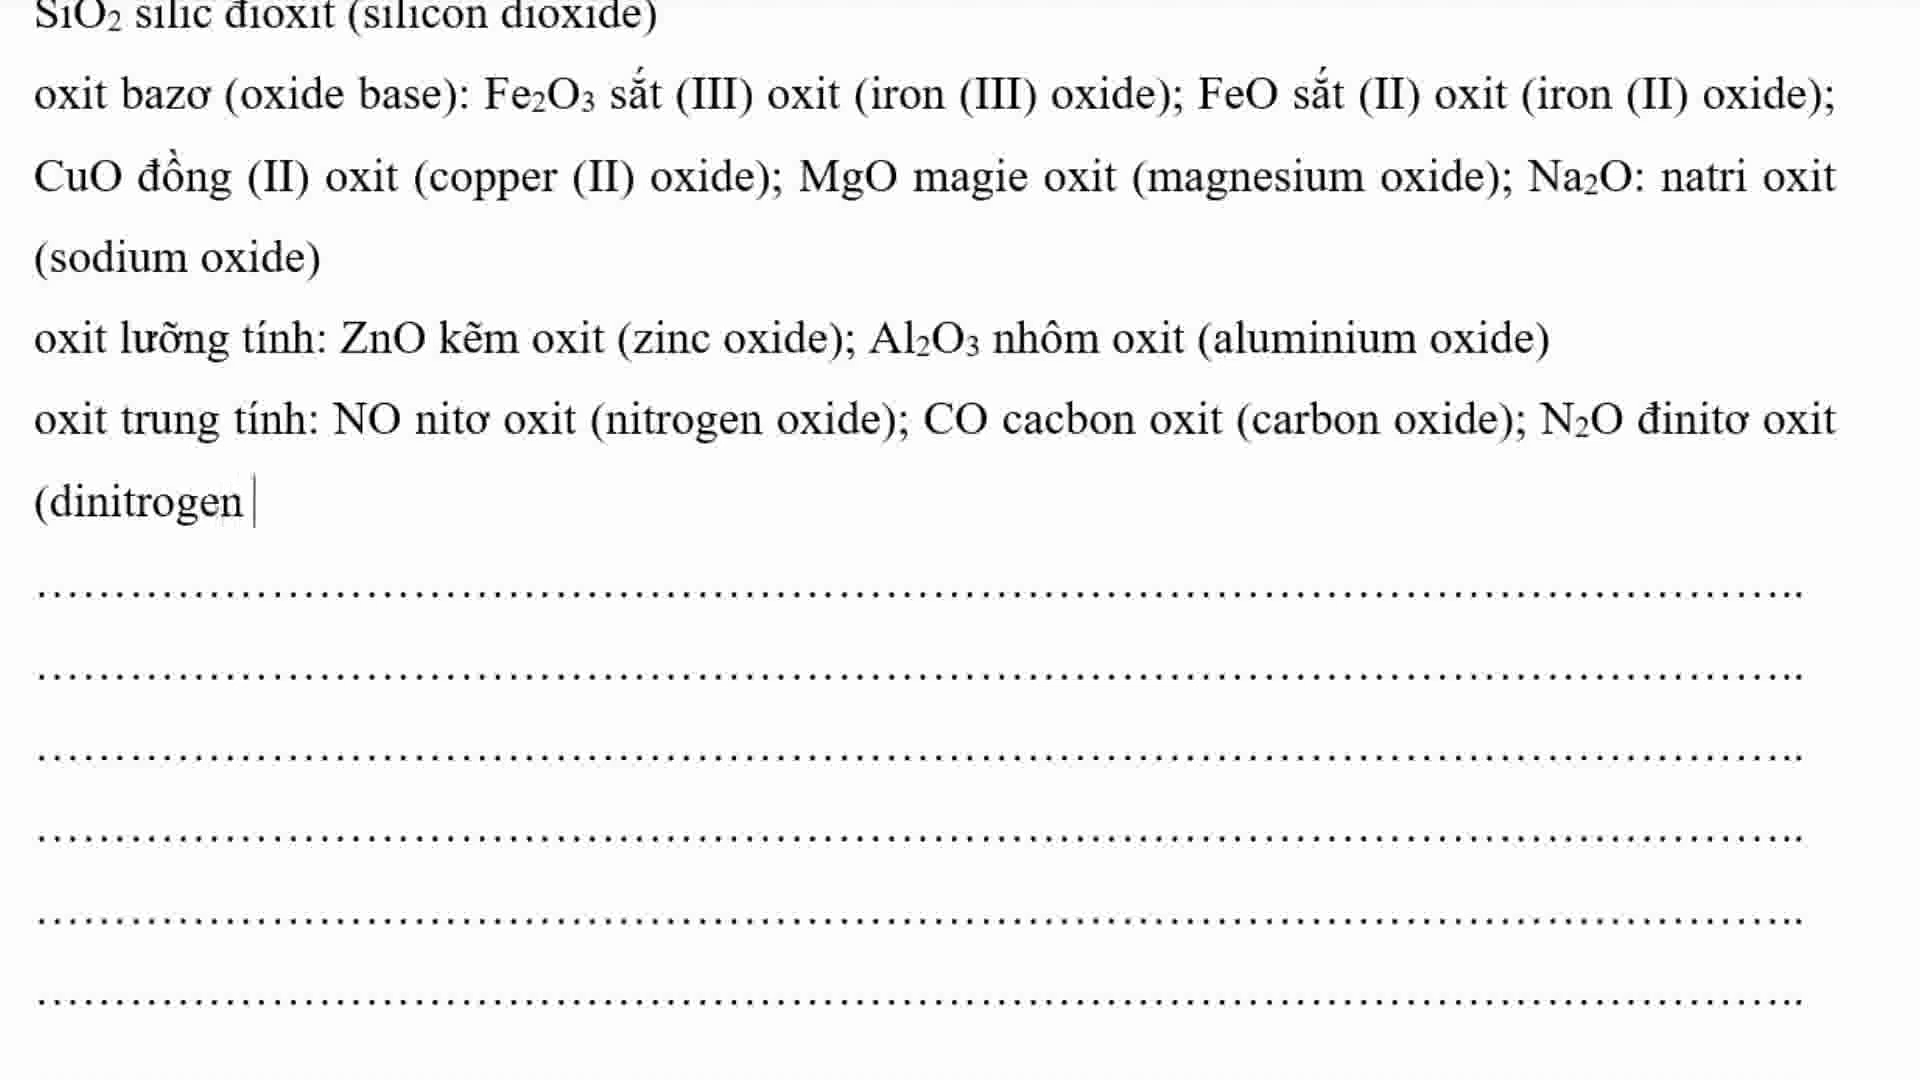 SiO₂ silic đioxit (silicon dioxide)
oxit bazơ (oxide base): Fe₂O₃ sắt (III) oxit (iron (III) oxide); FeO sắt (II) oxit (iron (II) oxide);
CuO đồng (II) oxit (copper (II) oxide); MgO magie oxit (magnesium oxide); Na₂O: natri oxit
(sodium oxide)
oxit lưỡng tính: ZnO kẽm oxit (zinc oxide); Al₂O₃ nhôm oxit (aluminium oxide)
oxit trung tính: NO nitơ oxit (nitrogen oxide); CO cacbon oxit (carbon oxide); N₂O đinitơ oxit
(dinitrogen